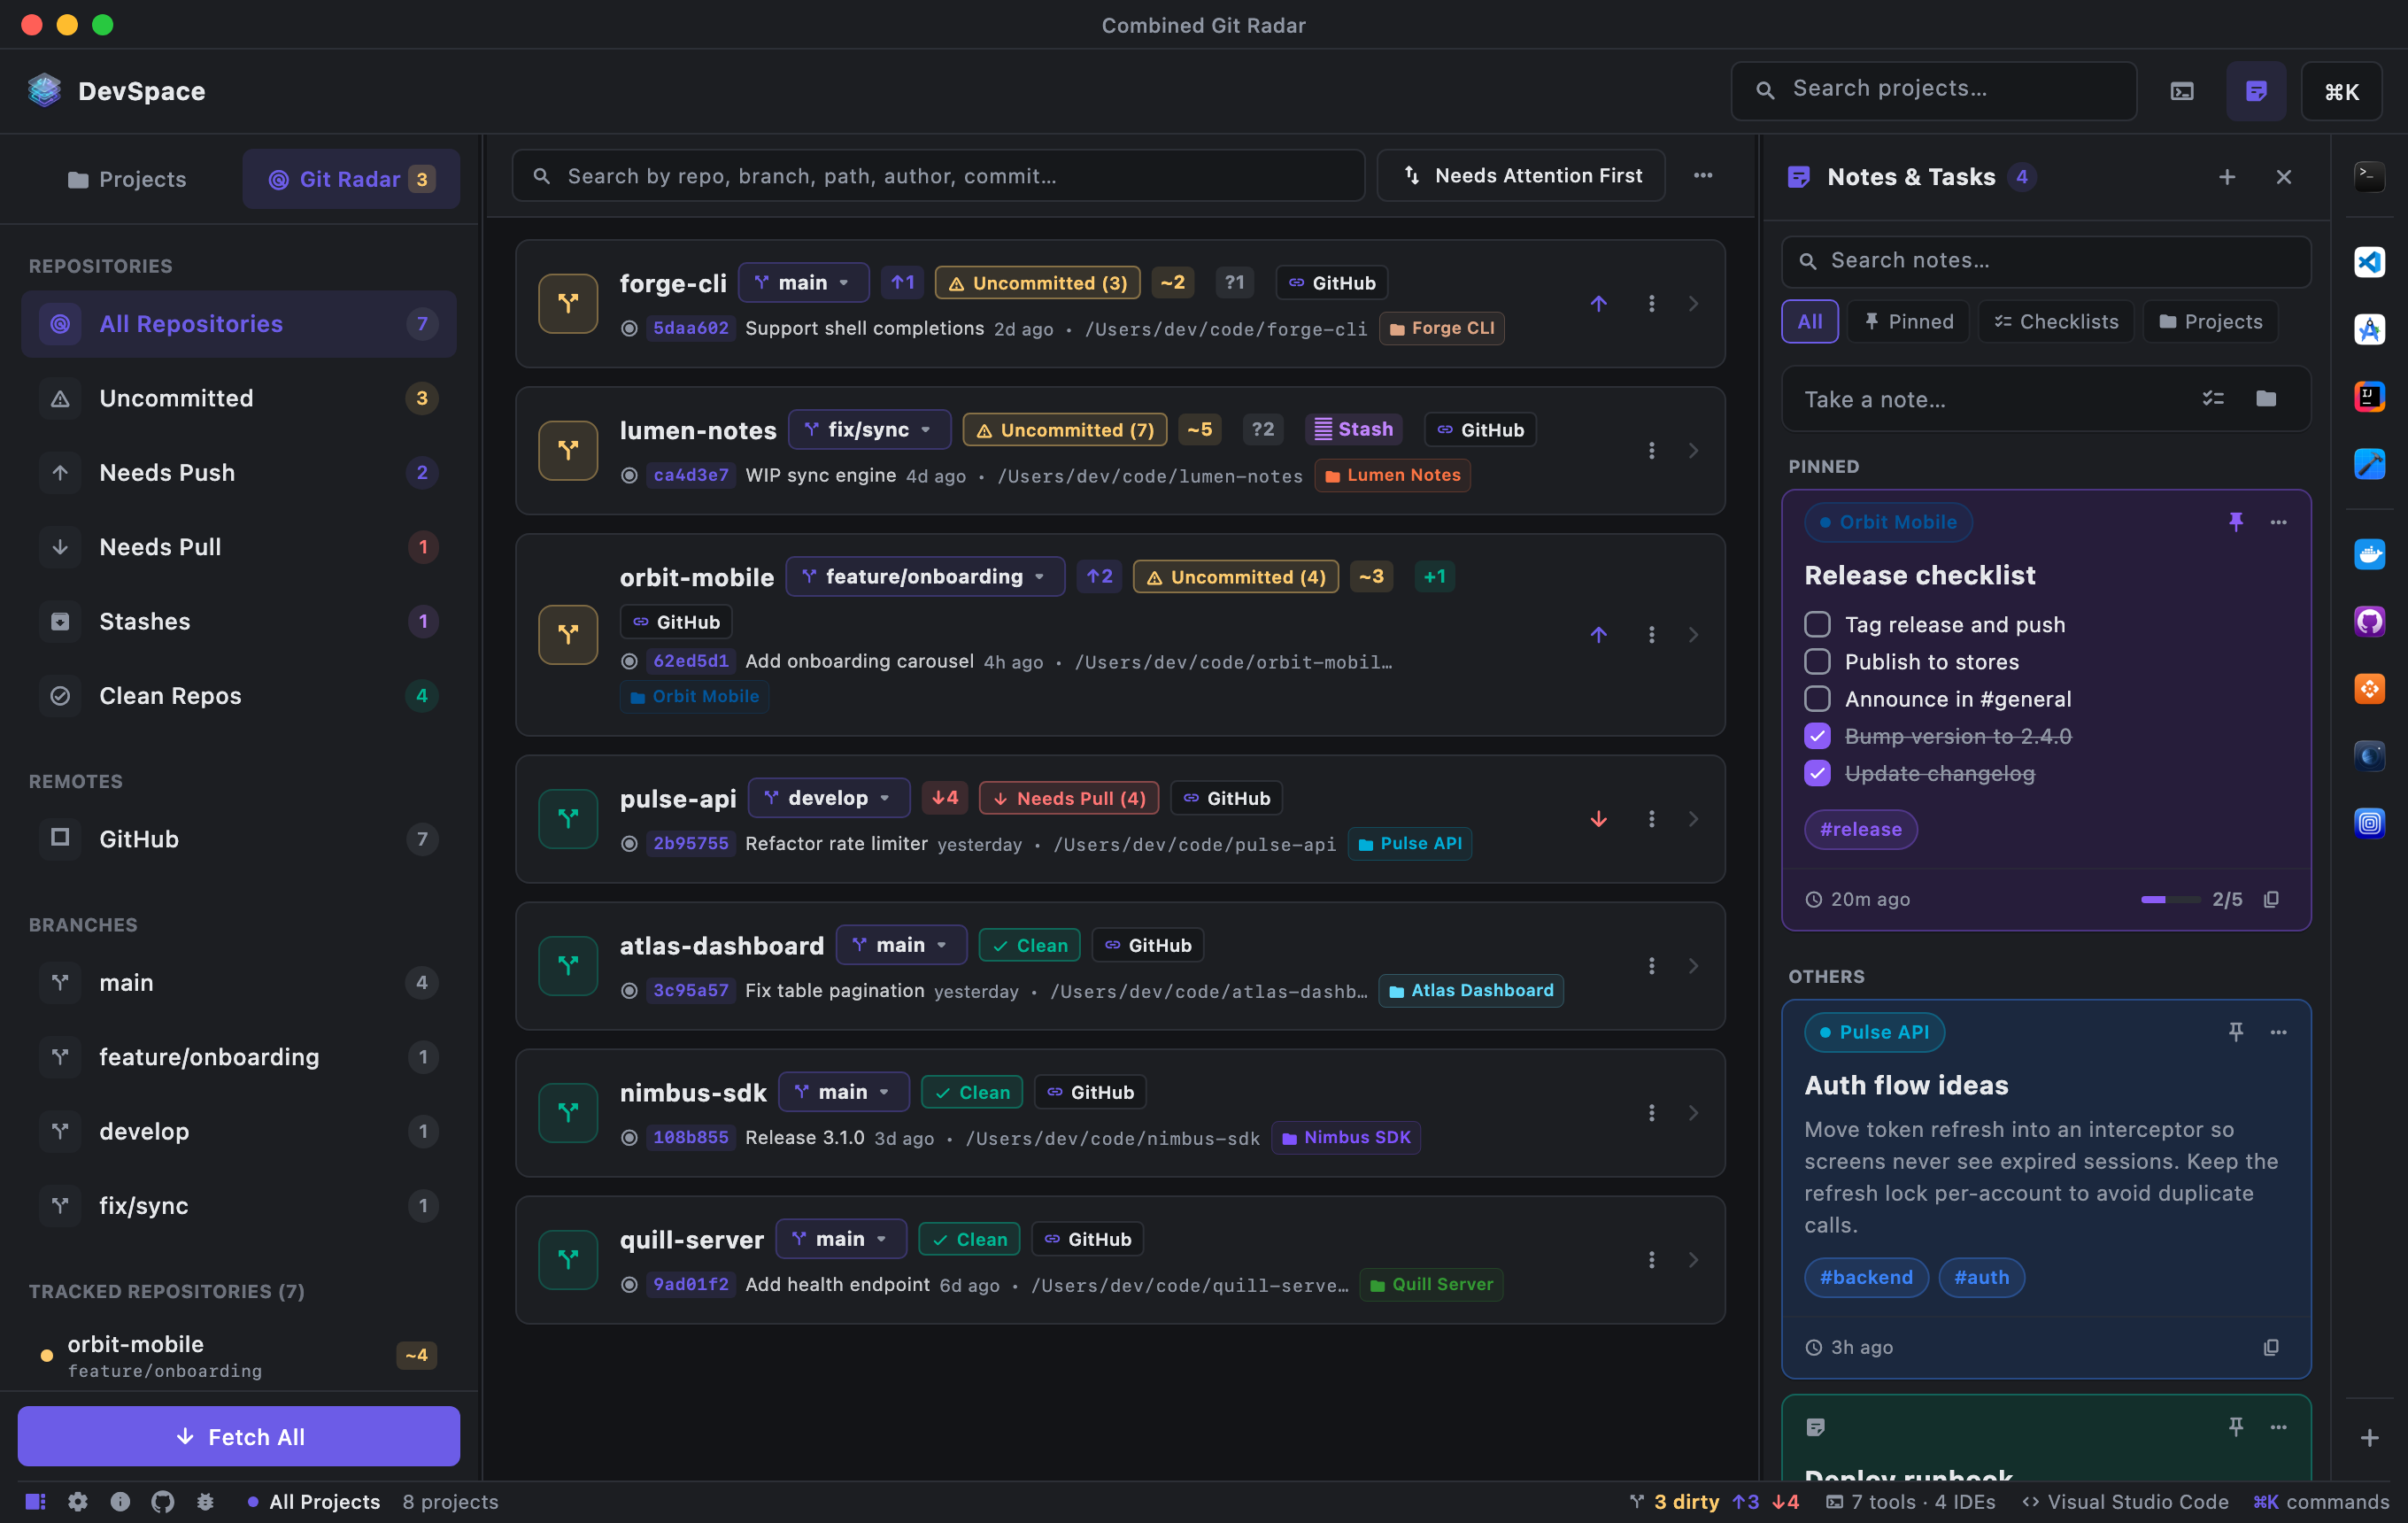 Combined Git Radar
DevSpace
Search projects...
⌘K
Projects
Git Radar 3
REPOSITORIES
All Repositories 7
Uncommitted 3
Needs Push 2
Needs Pull 1
Stashes 1
Clean Repos 4
REMOTES
GitHub 7
BRANCHES
main 4
feature/onboarding 1
develop 1
fix/sync 1
TRACKED REPOSITORIES (7)
orbit-mobile ~4
feature/onboarding
Fetch All
Search by repo, branch, path, author, commit...
Needs Attention First
forge-cli main ↑1 Uncommitted (3) ~2 ?1 GitHub
5daa602 Support shell completions 2d ago • /Users/dev/code/forge-cli Forge CLI
lumen-notes fix/sync Uncommitted (7) ~5 ?2 Stash GitHub
ca4d3e7 WIP sync engine 4d ago • /Users/dev/code/lumen-notes Lumen Notes
orbit-mobile feature/onboarding ↑2 Uncommitted (4) ~3 +1
GitHub
62ed5d1 Add onboarding carousel 4h ago • /Users/dev/code/orbit-mobil…
Orbit Mobile
pulse-api develop ↓4 ↓ Needs Pull (4) GitHub
2b95755 Refactor rate limiter yesterday • /Users/dev/code/pulse-api Pulse API
atlas-dashboard main Clean GitHub
3c95a57 Fix table pagination yesterday • /Users/dev/code/atlas-dashb… Atlas Dashboard
nimbus-sdk main Clean GitHub
108b855 Release 3.1.0 3d ago • /Users/dev/code/nimbus-sdk Nimbus SDK
quill-server main Clean GitHub
9ad01f2 Add health endpoint 6d ago • /Users/dev/code/quill-serve… Quill Server
Notes & Tasks 4
Search notes...
All Pinned Checklists Projects
Take a note...
PINNED
Orbit Mobile
Release checklist
Tag release and push
Publish to stores
Announce in #general
Bump version to 2.4.0
Update changelog
#release
20m ago 2/5
OTHERS
Pulse API
Auth flow ideas
Move token refresh into an interceptor so
screens never see expired sessions. Keep the
refresh lock per-account to avoid duplicate
calls.
#backend #auth
3h ago
Deploy runbook
All Projects 8 projects
3 dirty ↑3 ↓4 7 tools · 4 IDEs Visual Studio Code ⌘K commands